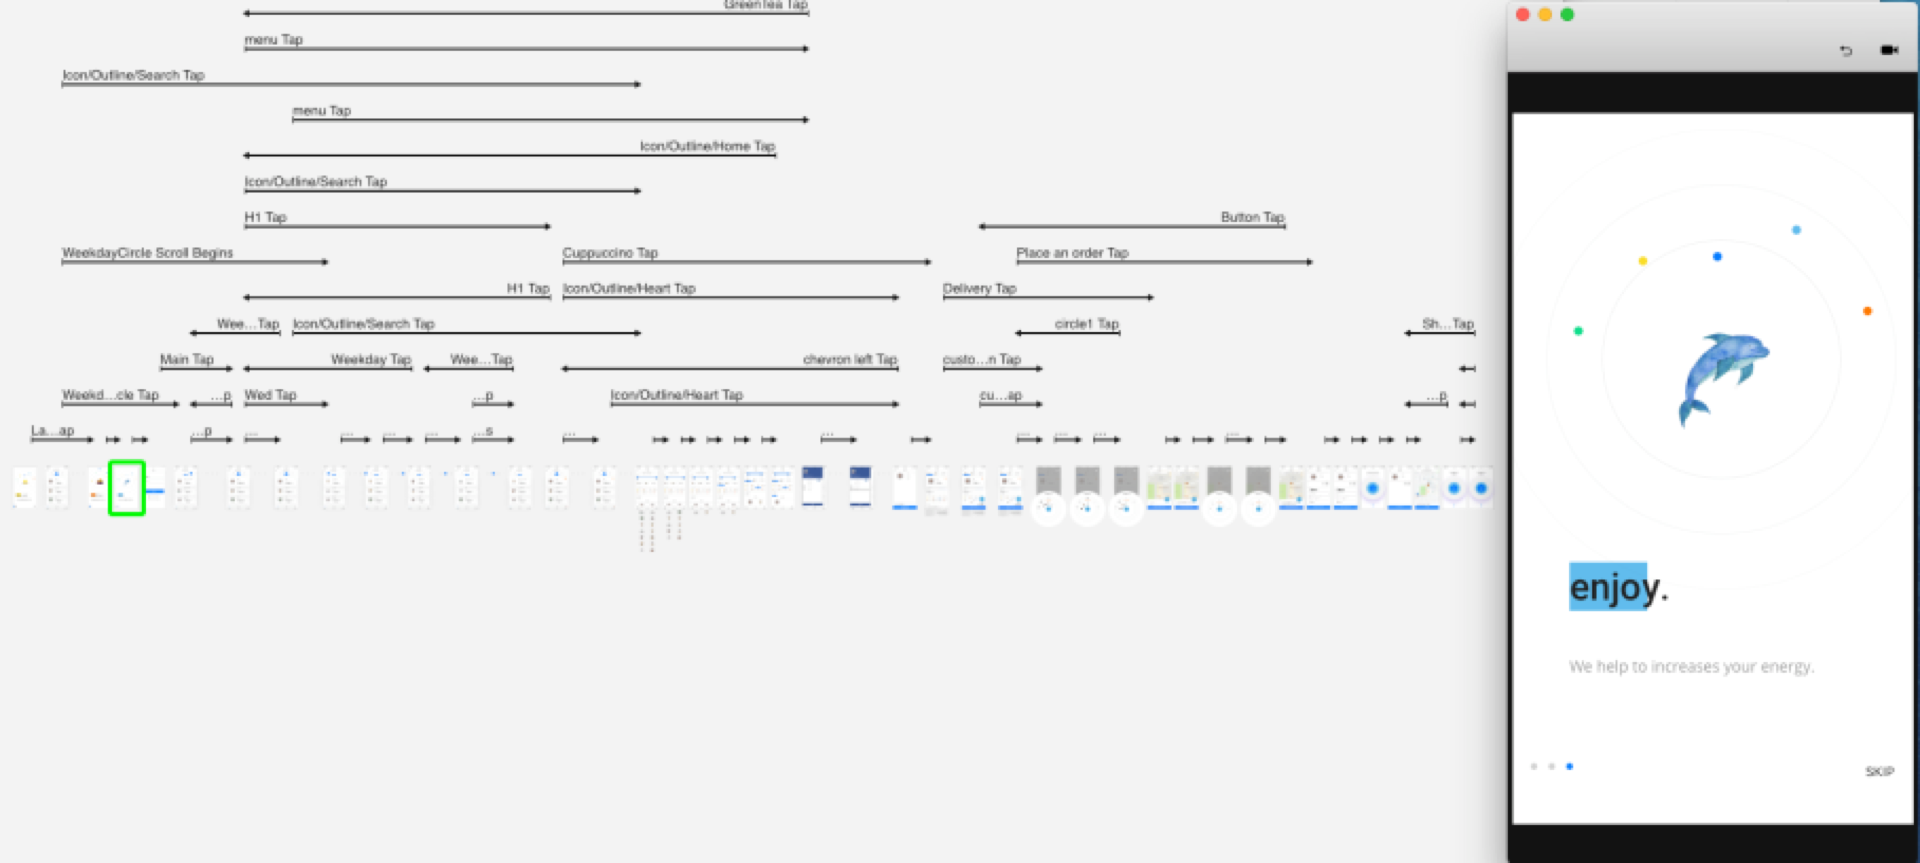 GreenTea Tap
menu Tap
Icon/Outline/Search Tap
menu Tap
Icon/Outline/Home Tap
Icon/Outline/Search Tap
H1 Tap
Button Tap
WeekdayCircle Scroll Begins
Cuppuccino Tap
Place an order Tap
H1 Tap
Icon/Outline/Heart Tap
Delivery Tap
Wee...Tap
Icon/Outline/Search Tap
circle1 Tap
Sh...Tap
Main Tap
Weekday Tap
Wee...Tap
chevron left Tap
custo...n Tap
Weekd...cle Tap
...p
Wed Tap
...p
Icon/Outline/Heart Tap
cu...ap
...p
La...ap
...p
...
...
...
...
...s
...
...
...
...
...
...
enjoy.
We help to increases your energy.
SKIP